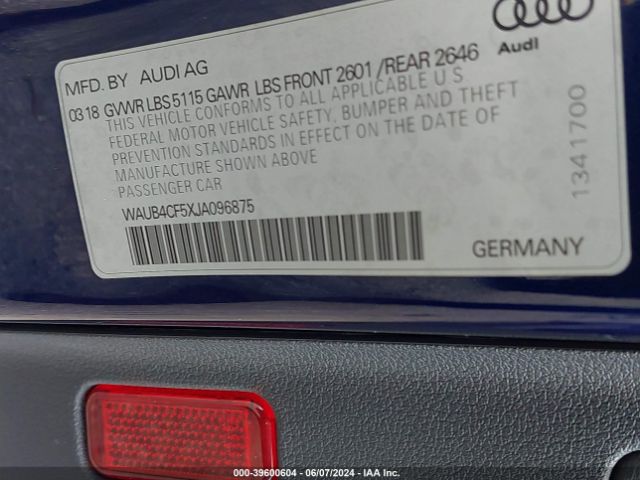 MFD. BY AUDI AG
Audi
03 18 GVWR LBS 5115 GAWR LBS FRONT 2601 /REAR 2646
THIS VEHICLE CONFORMS TO ALL APPLICABLE U S
FEDERAL MOTOR VEHICLE SAFETY, BUMPER AND THEFT
PREVENTION STANDARDS IN EFFECT ON THE DATE OF
MANUFACTURE SHOWN ABOVE
PASSENGER CAR
WAUB4CF5XJA096875
1341700
GERMANY
000-39600604 | 06/07/2024 | IAA Inc.